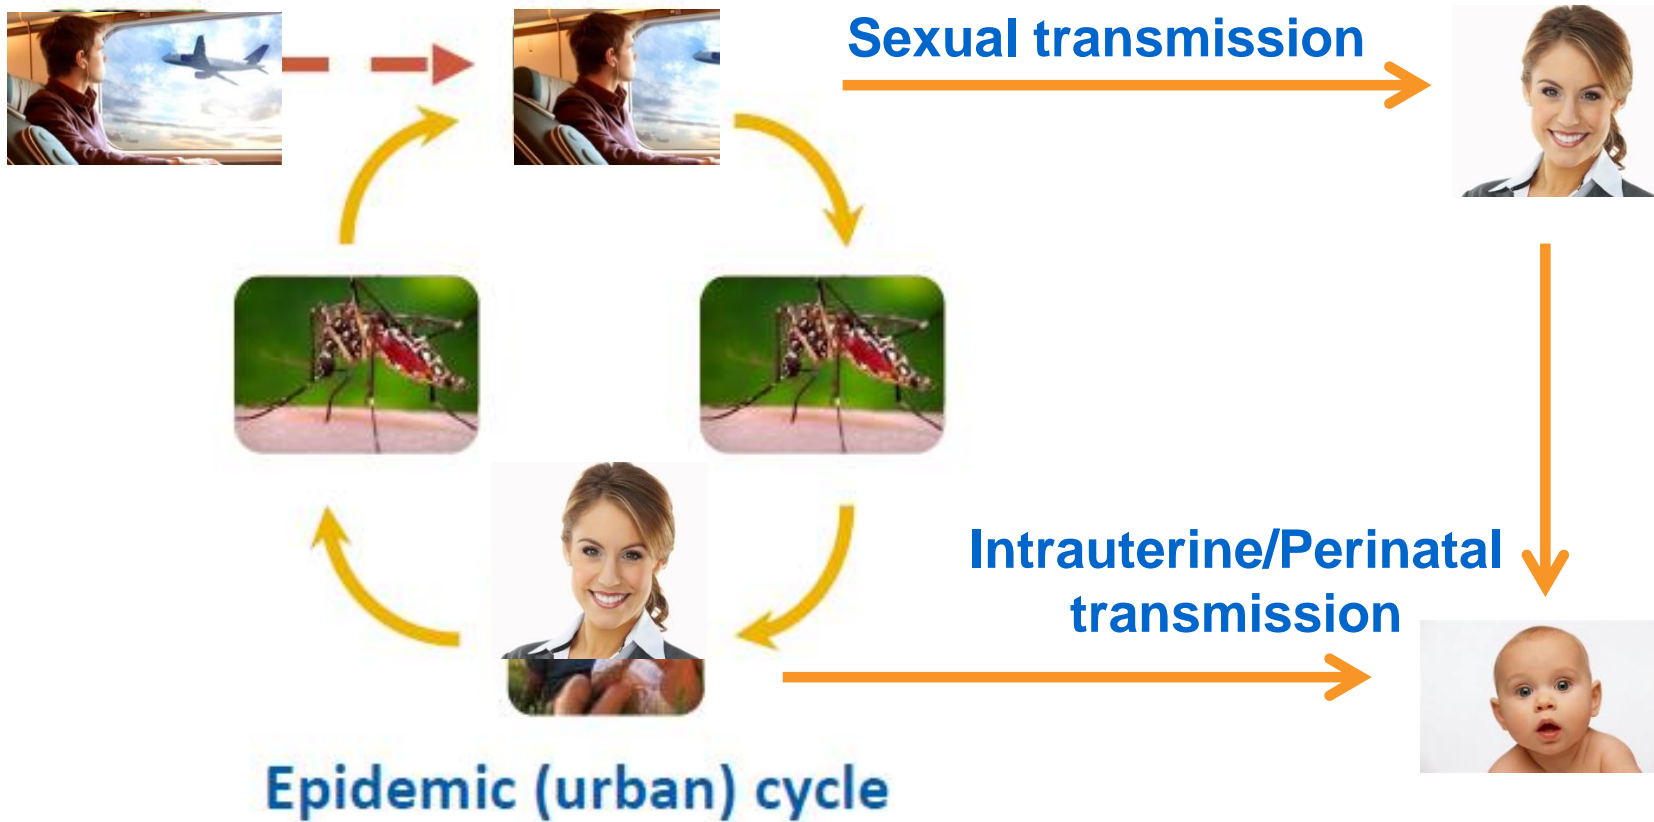 Sexual transmission
Intrauterine/Perinatal
transmission
Epidemic (urban) cycle